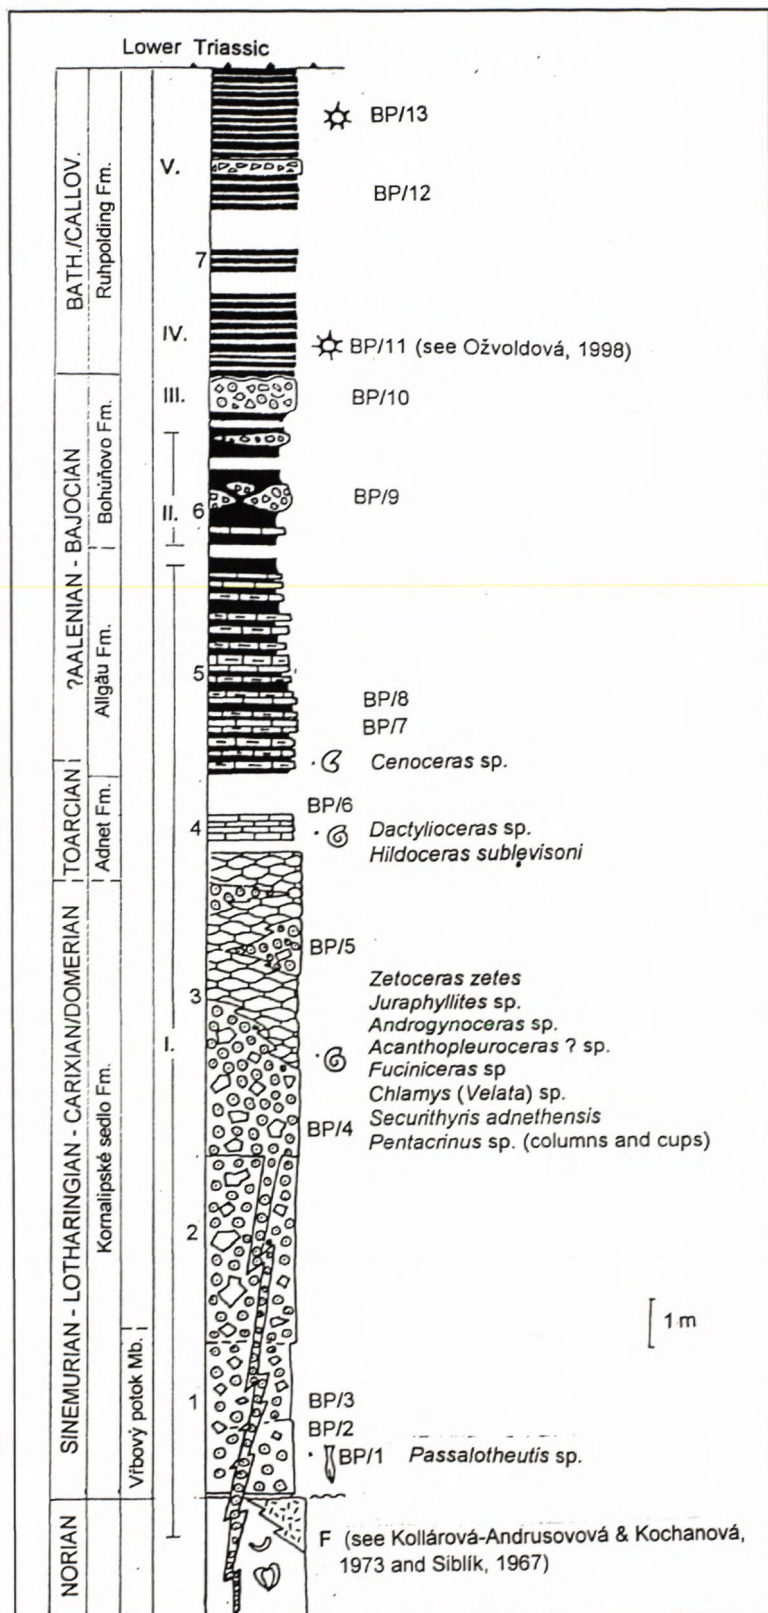 Lower Triassic
BP/13
V.
BP/12
BATH./CALLOV.
Ruhpolding Fm.
7
IV.
BP/11 (see Ožvoldová, 1998)
III.
BP/10
?AALENIAN - BAJOCIAN
Bohúňovo Fm.
II.
6
BP/9
Allgäu Fm.
5
BP/8
BP/7
Cenoceras sp.
TOARCIAN
Adnet Fm.
BP/6
4
Dactylioceras sp.
Hildoceras sublevisoni
SINEMURIAN - LOTHARINGIAN - CARIXIAN/DOMERIAN
Kornalipské sedlo Fm.
BP/5
3
I.
Zetoceras zetes
Juraphyllites sp.
Androgynoceras sp.
Acanthopleuroceras ? sp.
Fuciniceras sp
Chlamys (Velata) sp.
Securithyris adnethensis
BP/4
Pentacrinus sp. (columns and cups)
2
1 m
Vŕbový potok Mb.
1
BP/3
BP/2
BP/1 Passalotheutis sp.
NORIAN
F (see Kollárová-Andrusovová & Kochanová,
1973 and Siblík, 1967)